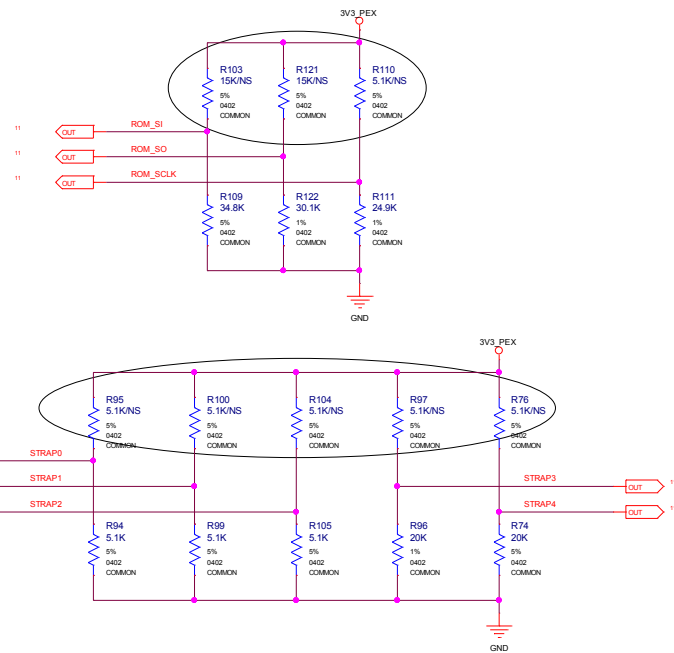 3V3_PEX
R103 R121 R110
15K/NS 15K/NS 5.1K/NS
5% 5% 5%
0402 0402 0402
COMMON COMMON COMMON
11 OUT ROM_SI
11 OUT ROM_SO
11 OUT ROM_SCLK
R109 R122 R111
34.8K 30.1K 24.9K
5% 1% 1%
0402 0402 0402
COMMON COMMON COMMON
GND
3V3_PEX
R95 R100 R104 R97 R76
5.1K/NS 5.1K/NS 5.1K/NS 5.1K/NS 5.1K/NS
5% 5% 5% 5% 5%
0402 0402 0402 0402 0402
COMMON COMMON COMMON COMMON COMMON
STRAP0
STRAP1 STRAP3 OUT
STRAP2 STRAP4 OUT
R94 R99 R105 R96 R74
5.1K 5.1K 5.1K 20K 20K
5% 5% 5% 1% 5%
0402 0402 0402 0402 0402
COMMON COMMON COMMON COMMON COMMON
GND